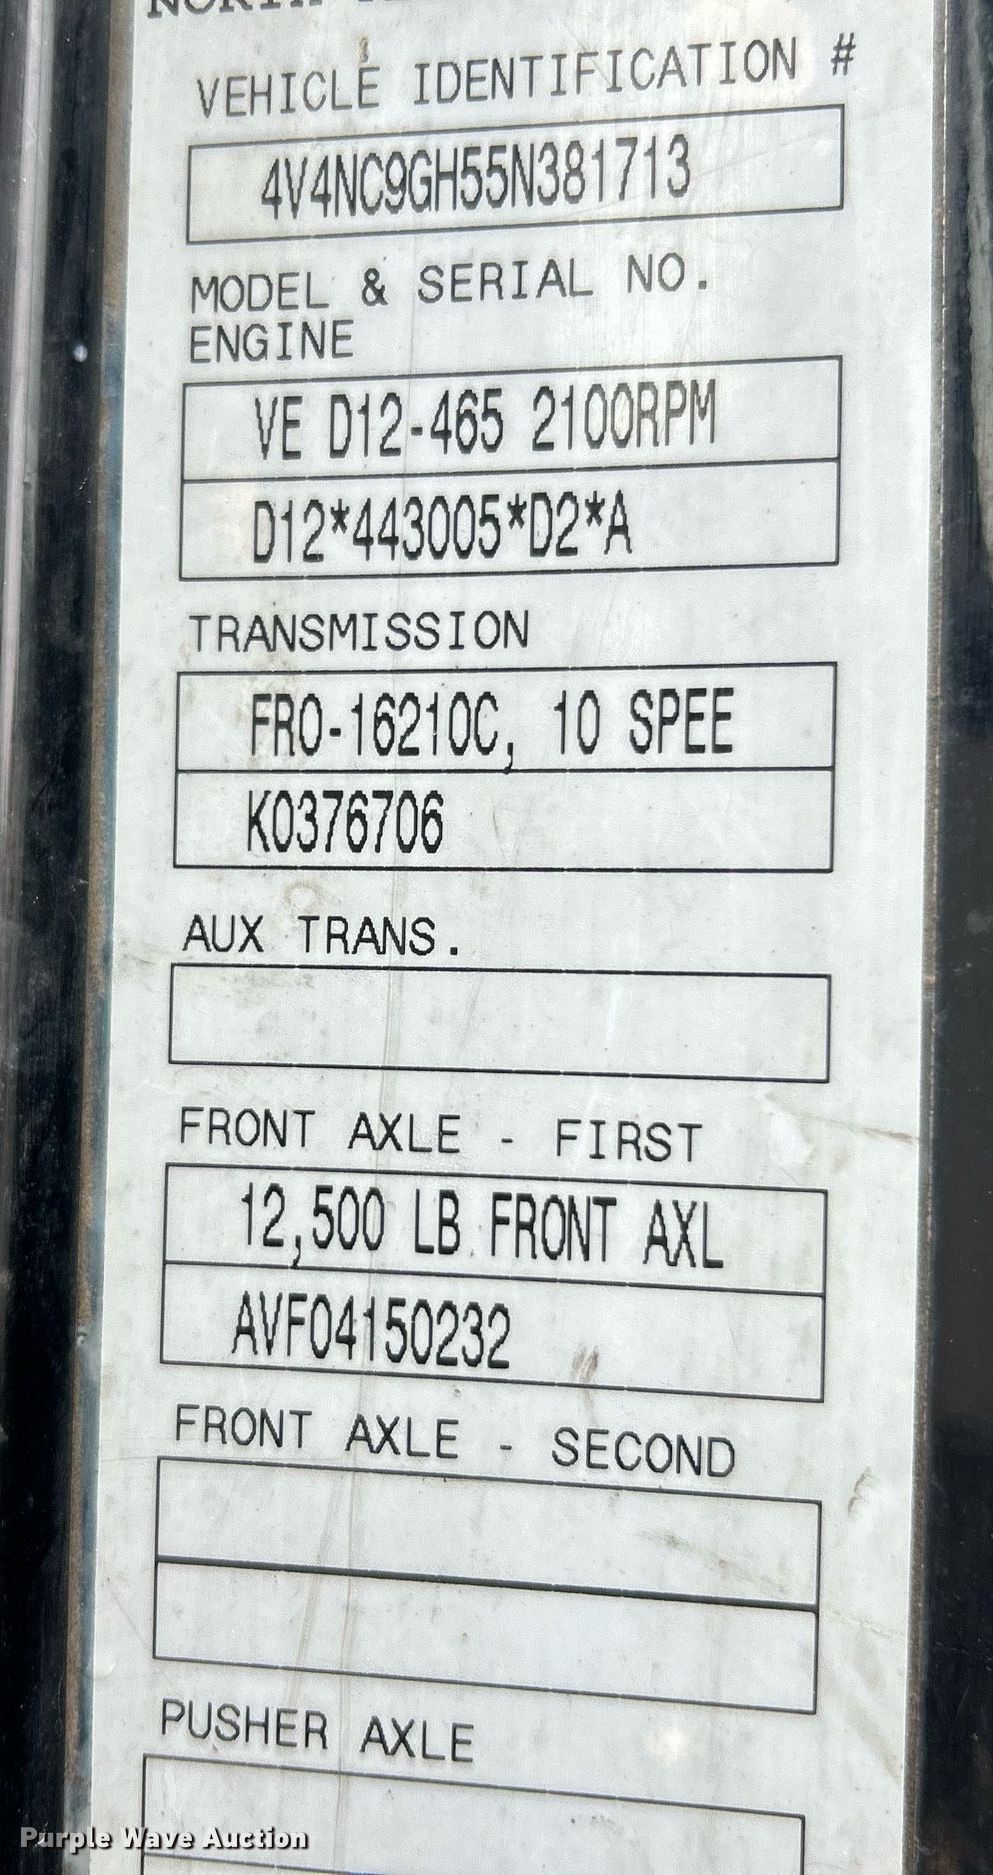 VEHICLE IDENTIFICATION #
4V4NC9GH55N381713
MODEL & SERIAL NO.
ENGINE
VE D12-465 2100RPM
D12*443005*D2*A
TRANSMISSION
FRO-16210C, 10 SPEE
K0376706
AUX TRANS.
FRONT AXLE - FIRST
12,500 LB FRONT AXL
AVF04150232
FRONT AXLE - SECOND
PUSHER AXLE
Purple Wave Auction